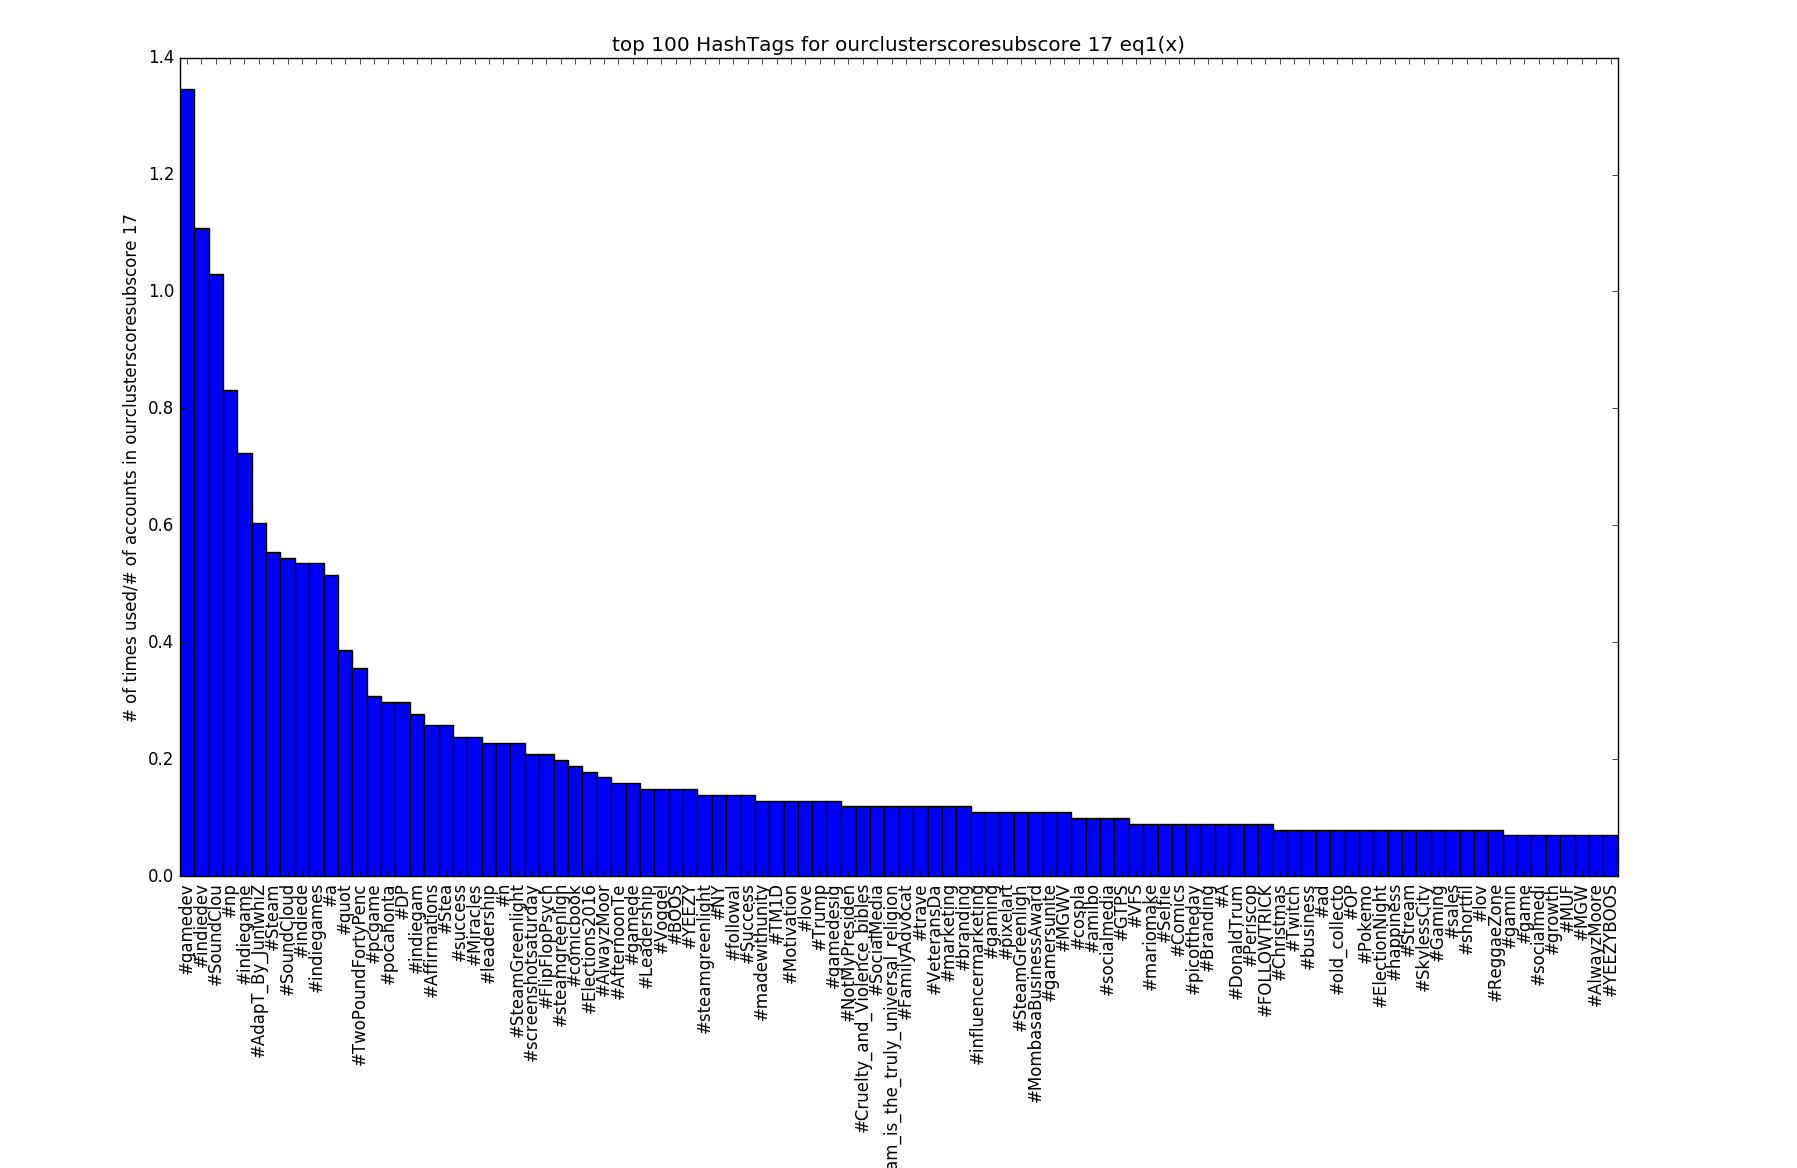 top 100 HashTags for ourclusterscoresubscore 17 eq1(x)
# of times used/# of accounts in ourclusterscoresubscore 17
1.4
1.2
1.0
0.8
0.6
0.4
0.2
0.0
#gamedev
#indiedev
#SoundClou
#np
#indiegame
#AdapT_By_JunWhiZ
#Steam
#SoundCloud
#indiede
#indiegames
#a
#quot
#TwoPoundFortyPenc
#pcgame
#pocahonta
#DP
#indiegam
#Affirmations
#Stea
#success
#Miracles
#leadership
#n
#SteamGreenlight
#screenshotsaturday
#FlipFlopPsych
#steamgreenligh
#comicbook
#Elections2016
#AlwayzMoor
#AfternoonTe
#gamede
#Leadership
#Voggel
#BOOS
#YEEZY
#steamgreenlight
#NY
#followal
#Success
#madewithunity
#TM1D
#Motivation
#love
#Trump
#gamedesig
#NotMyPresiden
#Cruelty_and_Violence_bibles
#SocialMedia
am_is_the_truly_universal_religion
#FamilyAdvocat
#trave
#VeteransDa
#marketing
#branding
#influencermarketing
#gaming
#pixelart
#SteamGreenligh
#MombasaBusinessAward
#gamersunite
#MGWV
#cospla
#amiibo
#socialmedia
#GTPS
#VFS
#mariomake
#Selfie
#Comics
#picoftheday
#Branding
#A
#DonaldTrum
#Periscop
#FOLLOWTRICK
#Christmas
#Twitch
#business
#ad
#old_collecto
#OP
#Pokemo
#ElectionNight
#happiness
#Stream
#SkylessCity
#Gaming
#sales
#shortfil
#lov
#ReggaeZone
#gamin
#game
#socialmedi
#growth
#MUF
#MGW
#AlwayzMoore
#YEEZYBOOS